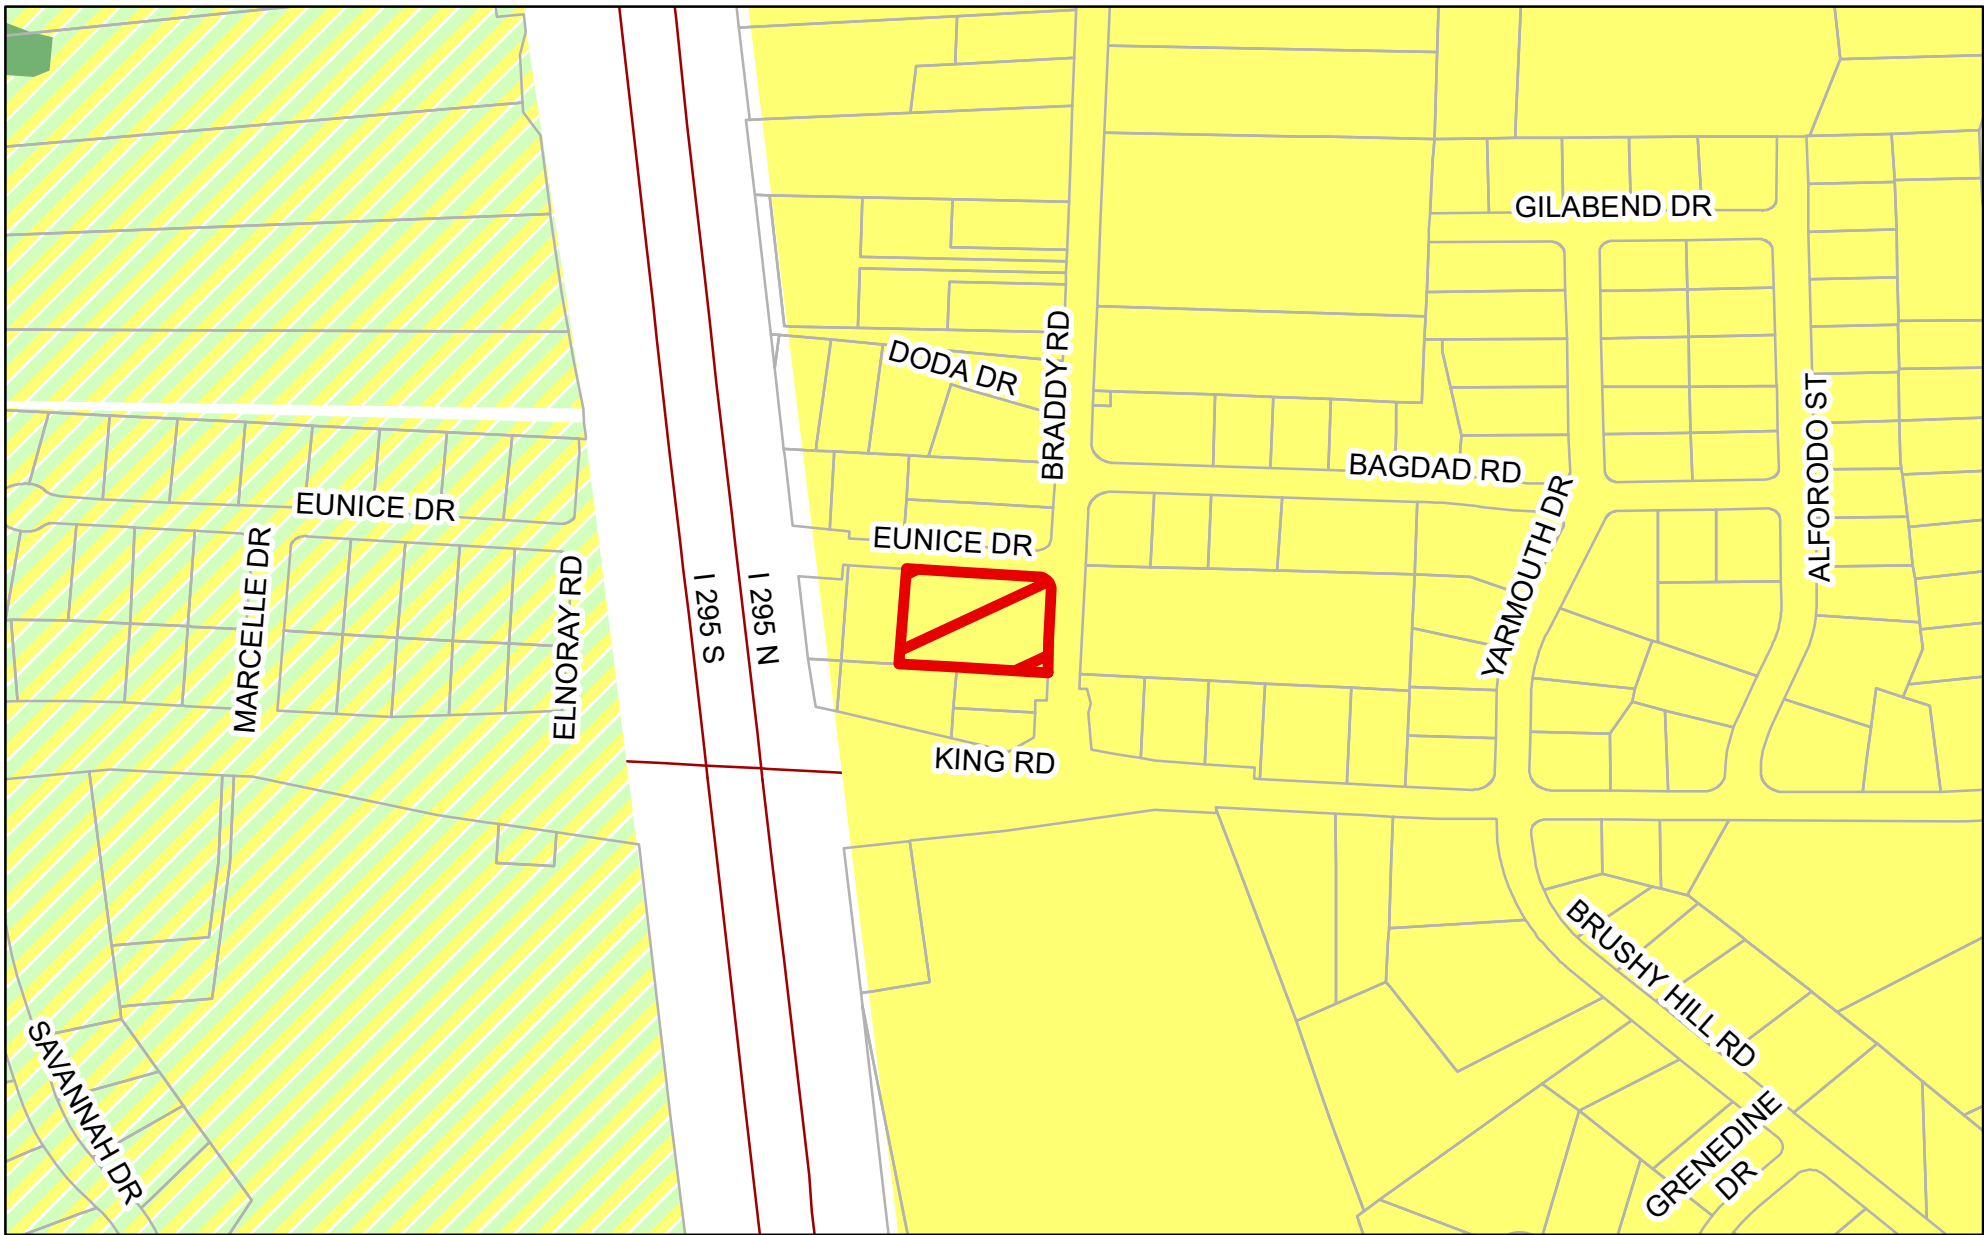 GILABEND DR
DODA DR
BRADDY RD
ALFORODO ST
BAGDAD RD
EUNICE DR
YARMOUTH DR
EUNICE DR
MARCELLE DR
ELNORAY RD
I 295 S
I 295 N
KING RD
BRUSHY HILL RD
SAVANNAH DR
GRENEDINE
DR